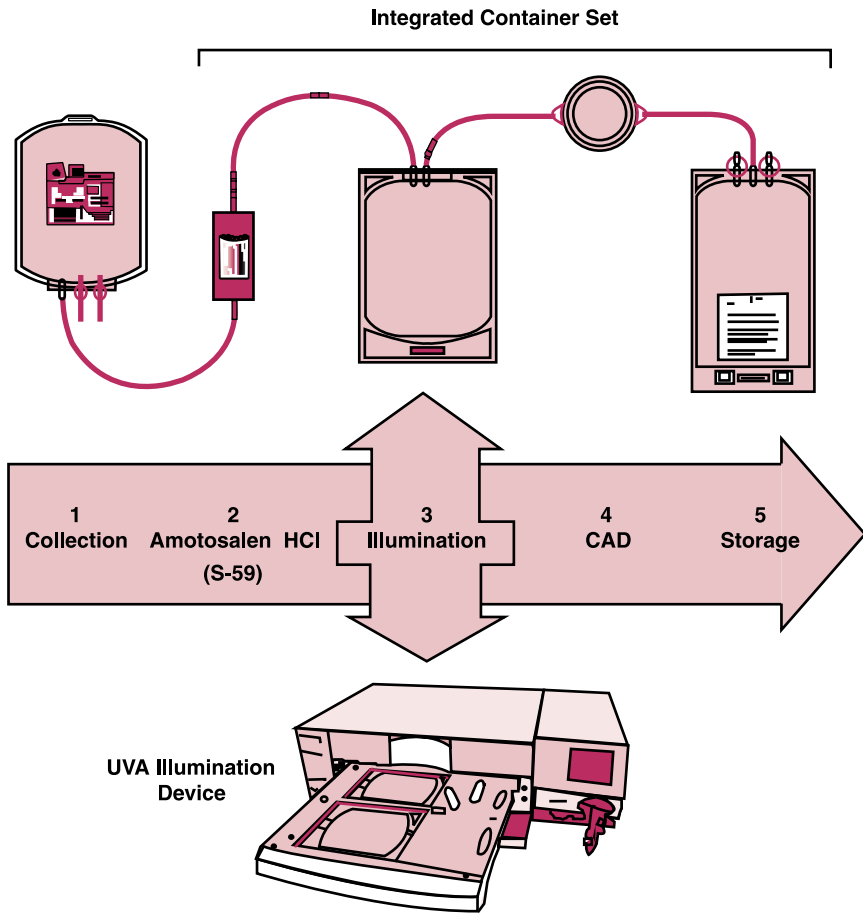 Integrated Container Set
1
Collection
2
Amotosalen HCl
(S-59)
3
Illumination
4
CAD
5
Storage
UVA Illumination
Device